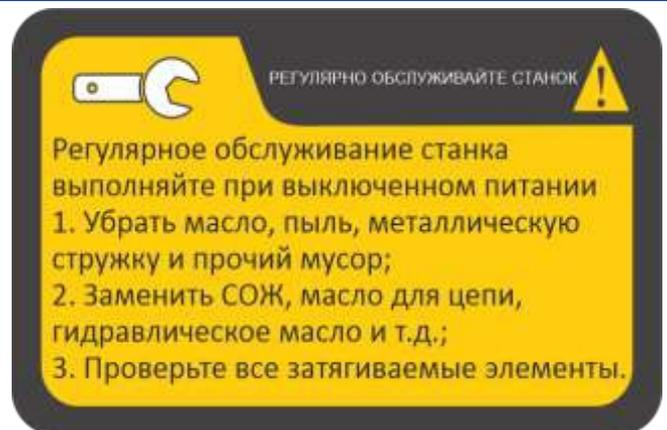 РЕГУЛЯРНО ОБСЛУЖИВАЙТЕ СТАНОК
Регулярное обслуживание станка
выполняйте при выключенном питании
1. Убрать масло, пыль, металлическую
стружку и прочий мусор;
2. Заменить СОЖ, масло для цепи,
гидравлическое масло и т.д.;
3. Проверьте все затягиваемые элементы.